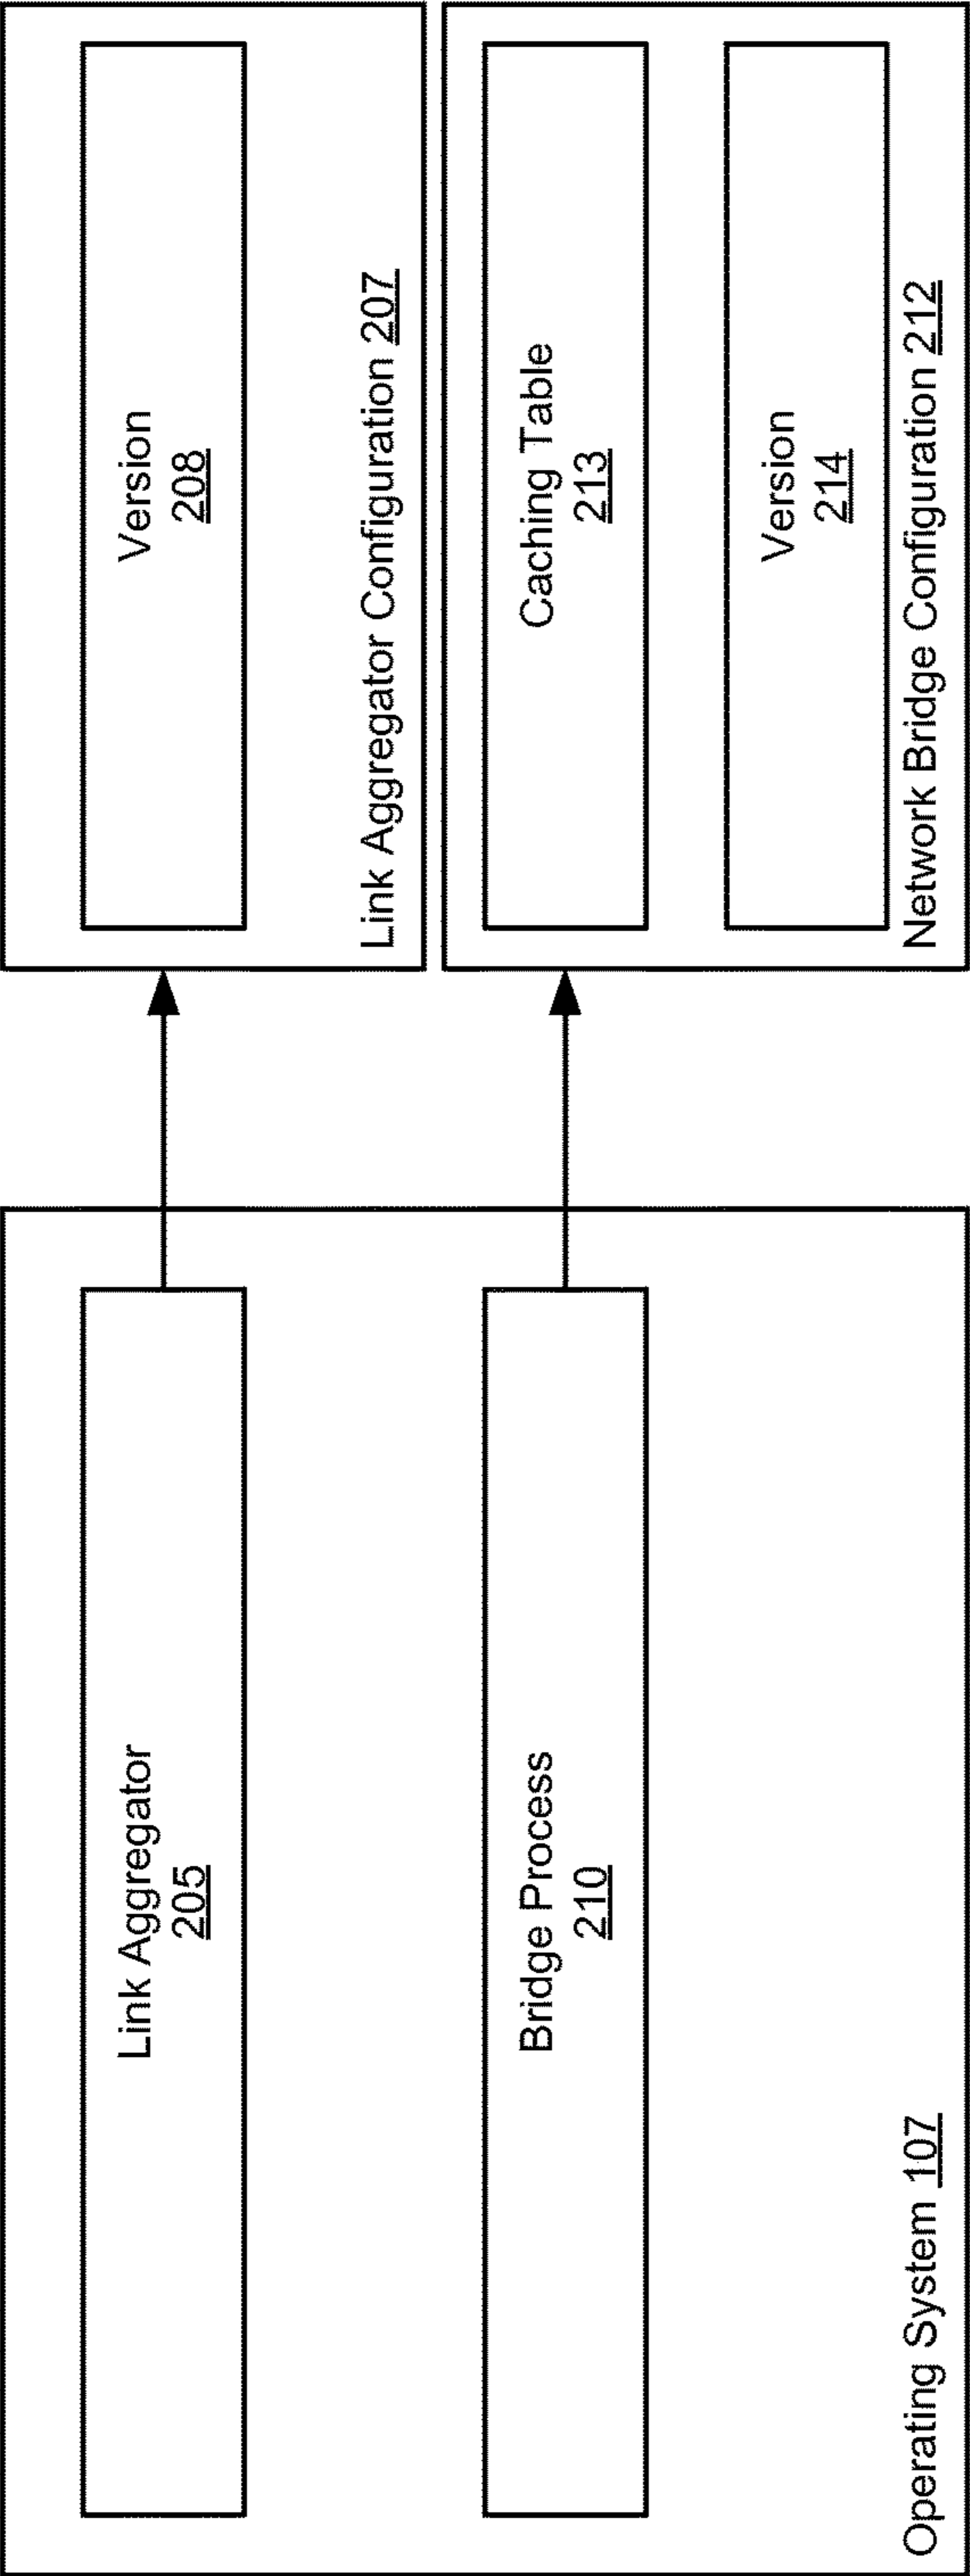 Link Aggregator
205
Bridge Process
210
Operating System 107
Version
208
Link Aggregator Configuration 207
Caching Table
213
Version
214
Network Bridge Configuration 212